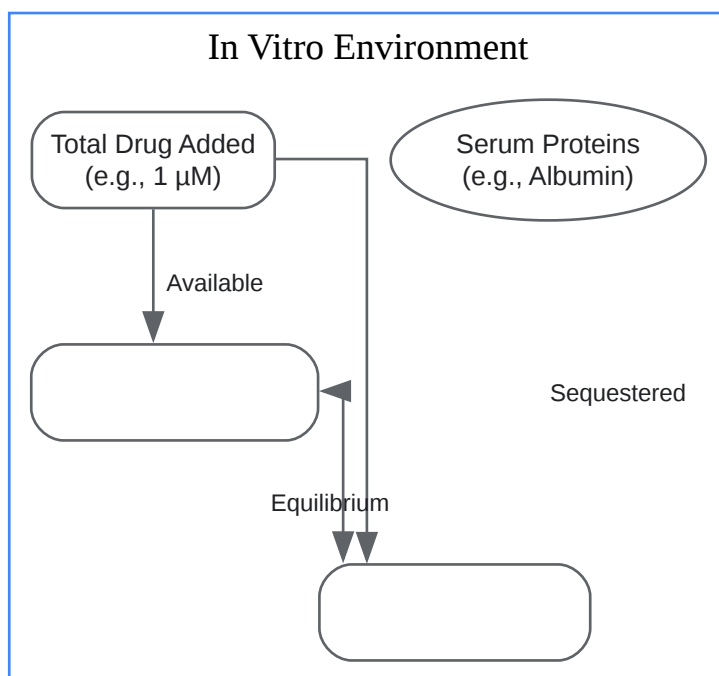 In Vitro Environment
Total Drug Added
(e.g., 1 µM)
Serum Proteins
(e.g., Albumin)
Available
Sequestered
Equilibrium